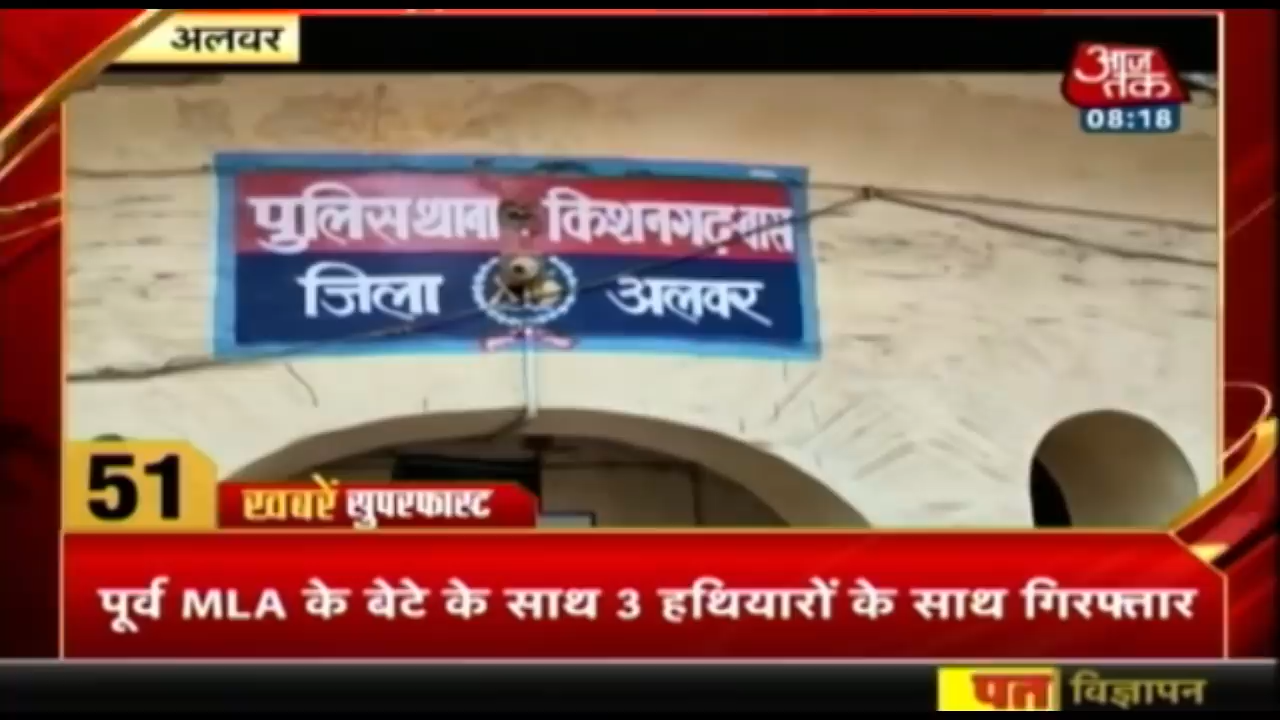 अलवर
आज
तक
08:18
पुलिस थाना किशनगढ़-बास
जिला अलवर
51
खबरें सुपरफास्ट
पूर्व MLA के बेटे के साथ 3 हथियारों के साथ गिरफ्तार
विज्ञापन